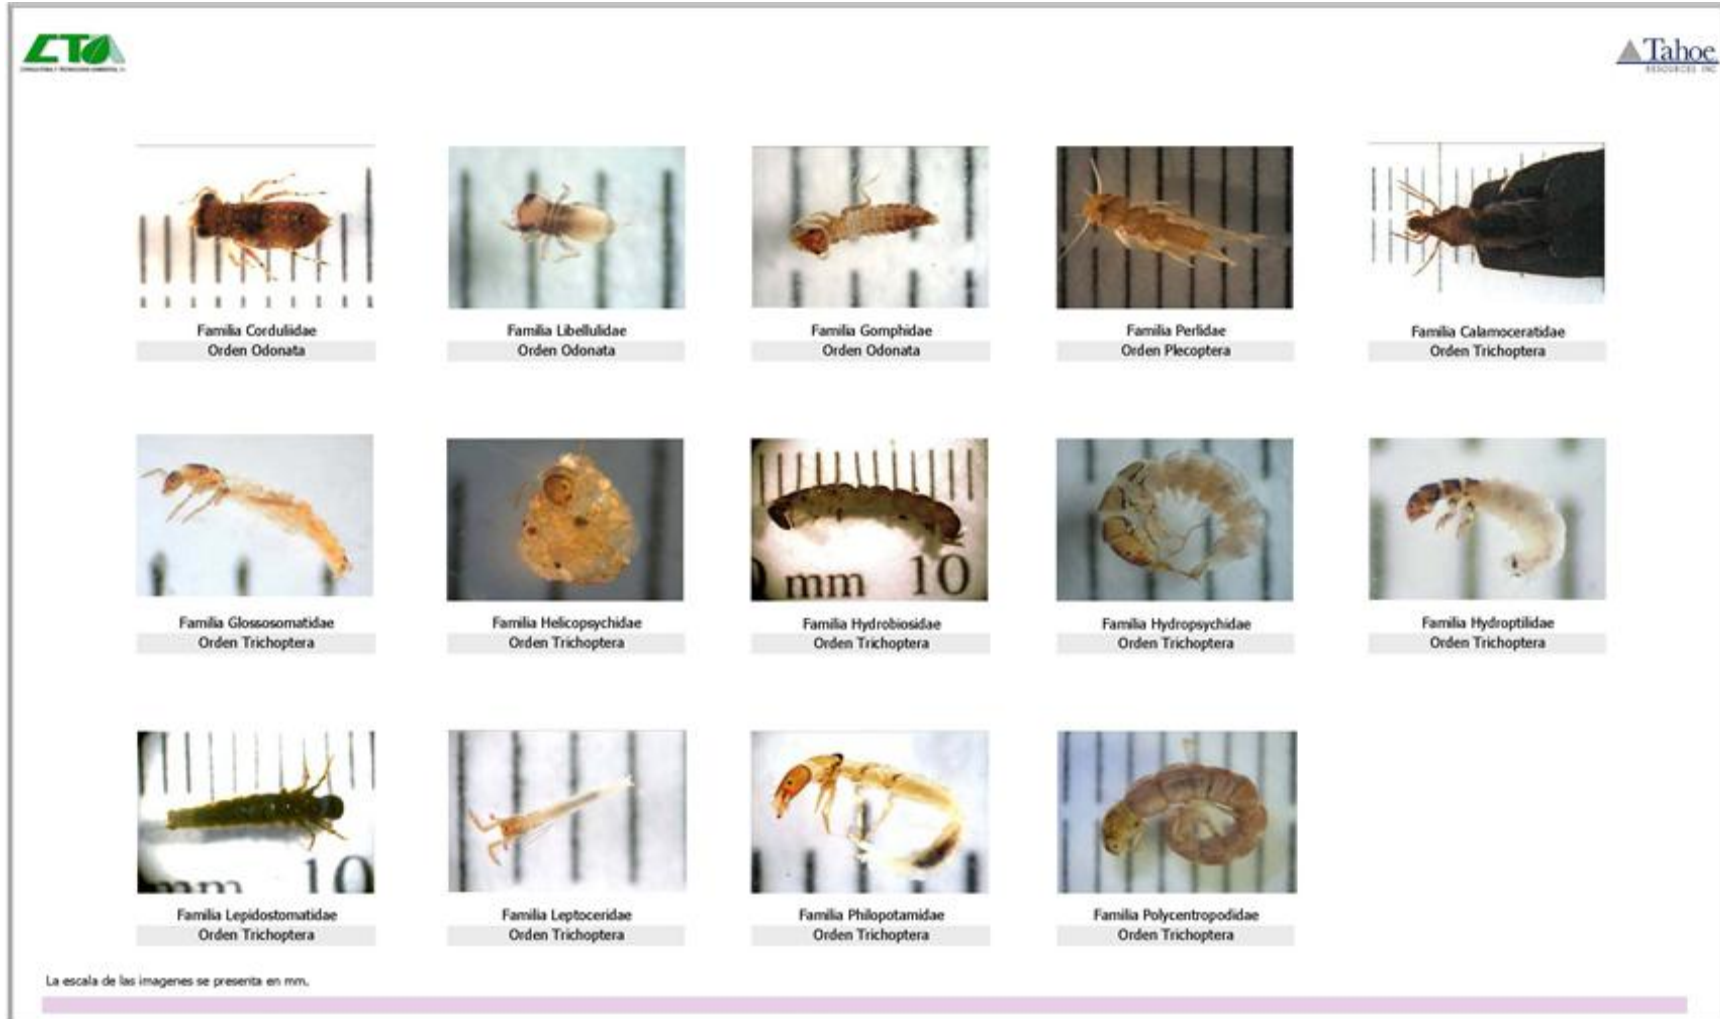 CTA
Tahoe
RESOURCES INC
Familia Corduliidae
Orden Odonata
Familia Libellulidae
Orden Odonata
Familia Gomphidae
Orden Odonata
Familia Perlidae
Orden Plecoptera
Familia Calamoceratidae
Orden Trichoptera
Familia Glossosomatidae
Orden Trichoptera
Familia Helicopsychidae
Orden Trichoptera
mm 10
Familia Hydrobiosidae
Orden Trichoptera
Familia Hydropsychidae
Orden Trichoptera
Familia Hydroptilidae
Orden Trichoptera
mm 10
Familia Lepidostomatidae
Orden Trichoptera
Familia Leptoceridae
Orden Trichoptera
Familia Philopotamidae
Orden Trichoptera
Familia Polycentropodidae
Orden Trichoptera
La escala de las imagenes se presenta en mm.